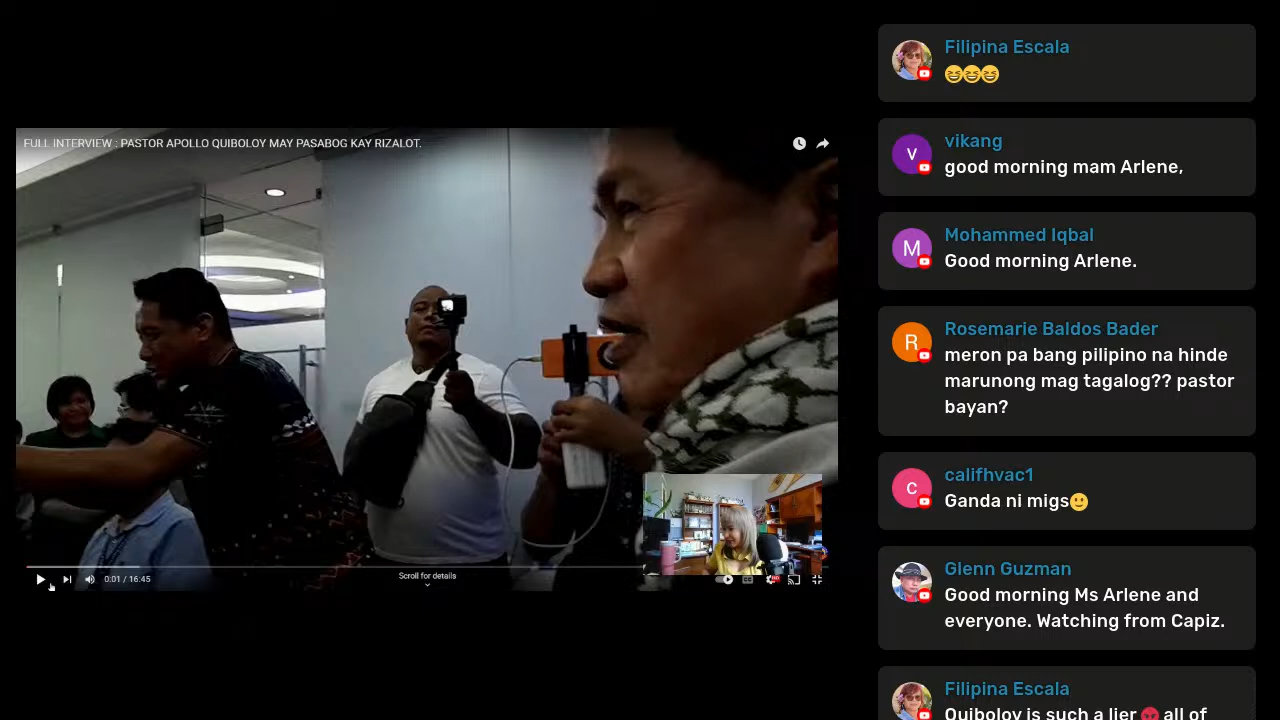 FULL INTERVIEW : PASTOR APOLLO QUIBOLOY MAY PASABOG KAY RIZALOT.
0:01 / 16:45
Scroll for details
Filipina Escala
😆😆😆
V
vikang
good morning mam Arlene,
M
Mohammed Iqbal
Good morning Arlene.
R
Rosemarie Baldos Bader
meron pa bang pilipino na hinde
marunong mag tagalog?? pastor
bayan?
C
califhvac1
Ganda ni migs🙂
Glenn Guzman
Good morning Ms Arlene and
everyone. Watching from Capiz.
Filipina Escala
Quiboloy is such a lier 😡 all of